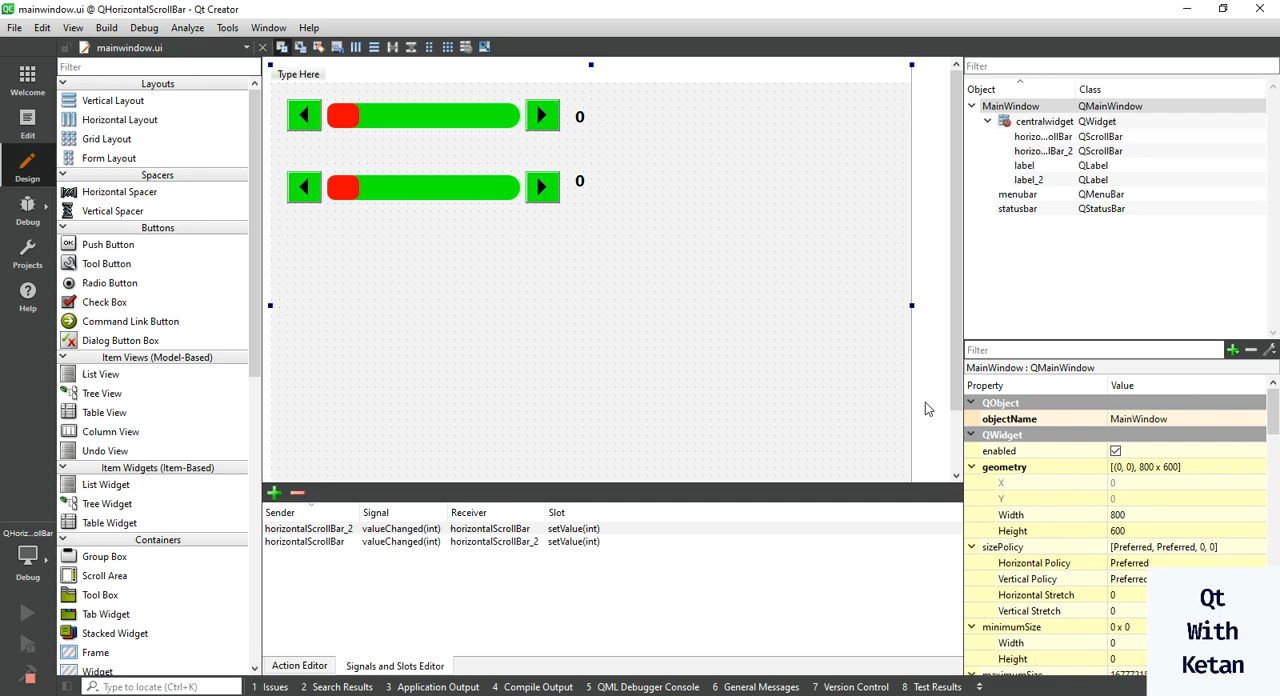 mainwindow.ui @ QHorizontalScrollBar - Qt Creator
File Edit View Build Debug Analyze Tools Window Help
mainwindow.ui
Welcome
Edit
Design
Debug
Projects
Help
QHoriz...ollBar
Debug
Filter
Layouts
Vertical Layout
Horizontal Layout
Grid Layout
Form Layout
Spacers
Horizontal Spacer
Vertical Spacer
Buttons
Push Button
Tool Button
Radio Button
Check Box
Command Link Button
Dialog Button Box
Item Views (Model-Based)
List View
Tree View
Table View
Column View
Undo View
Item Widgets (Item-Based)
List Widget
Tree Widget
Table Widget
Containers
Group Box
Scroll Area
Tool Box
Tab Widget
Stacked Widget
Frame
Widget
Type Here
0
0
Sender Signal Receiver Slot
horizontalScrollBar_2 valueChanged(int) horizontalScrollBar setValue(int)
horizontalScrollBar valueChanged(int) horizontalScrollBar_2 setValue(int)
Action Editor Signals and Slots Editor
Filter
Object Class
MainWindow QMainWindow
centralwidget QWidget
horizo...ollBar QScrollBar
horizo...lBar_2 QScrollBar
label QLabel
label_2 QLabel
menubar QMenuBar
statusbar QStatusBar
Filter
MainWindow : QMainWindow
Property Value
QObject
objectName MainWindow
QWidget
enabled
geometry [(0, 0), 800 x 600]
X 0
Y 0
Width 800
Height 600
sizePolicy [Preferred, Preferred, 0, 0]
Horizontal Policy Preferred
Vertical Policy Preferred
Horizontal Stretch 0
Vertical Stretch 0
minimumSize 0 x 0
Width 0
Height 0
Qt
With
Ketan
Type to locate (Ctrl+K) 1 Issues 2 Search Results 3 Application Output 4 Compile Output 5 QML Debugger Console 6 General Messages 7 Version Control 8 Test Results